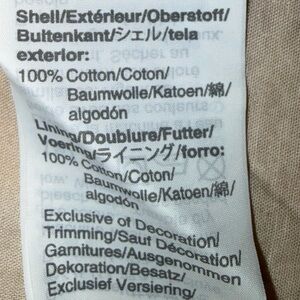 Shell/Extérieur/Oberstoff/
Buitenkant/シェル/tela
exterior:
100% Cotton/Coton/
Baumwolle/Katoen/綿/
algodón
Lining/Doublure/Futter/
Voering/ライニング/forro:
100% Cotton/Coton/
Baumwolle/Katoen/綿/
algodón
Exclusive of Decoration/
Trimming/Sauf Décoration/
Garnitures/Ausgenommen
Dekoration/Besatz/
Exclusief Versiering/